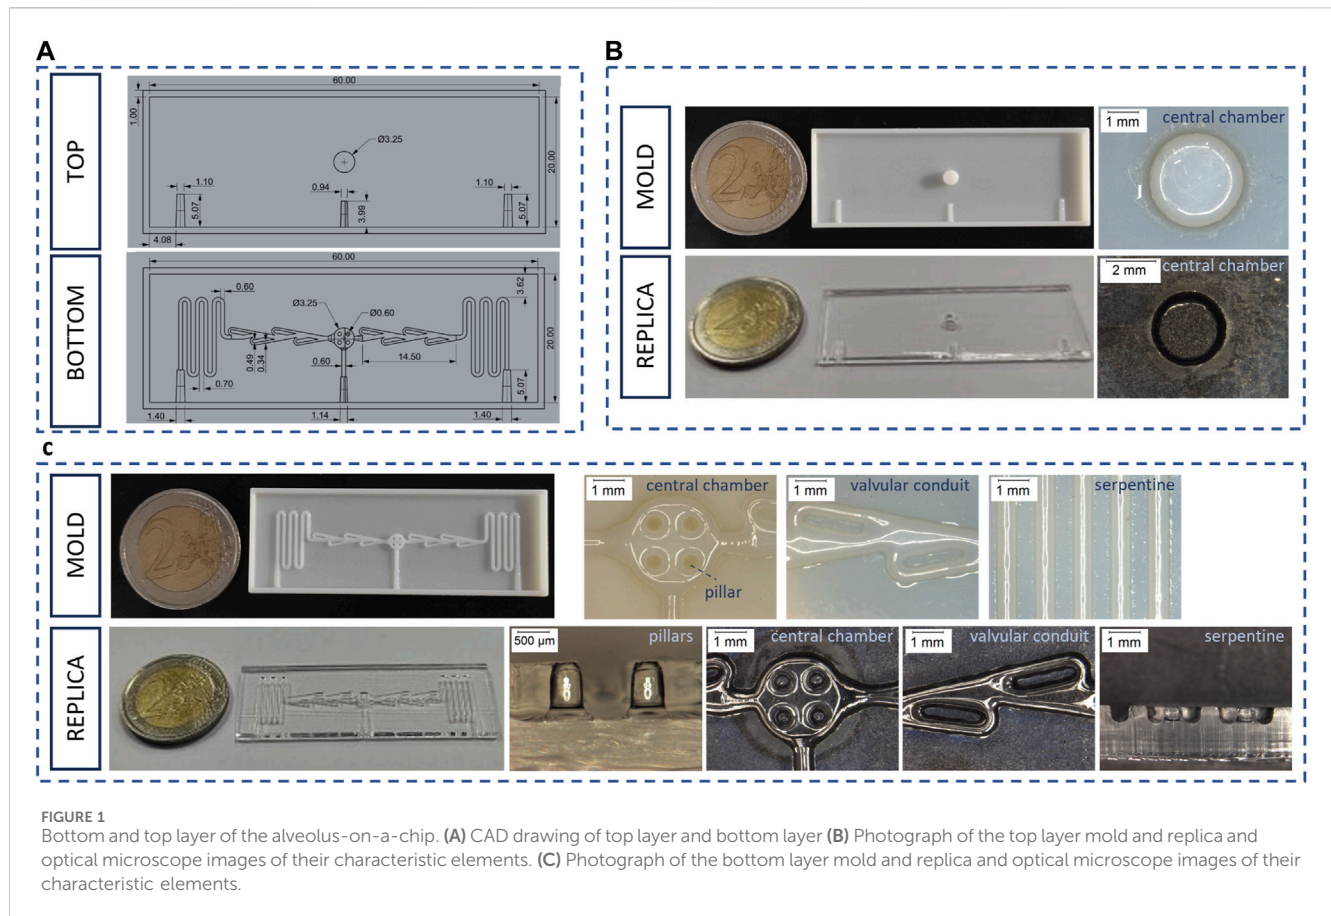 A
TOP
60.00
1.00
Ø3.25
20.00
1.10
0.94
1.10
5.07
3.99
5.07
4.08
BOTTOM
60.00
0.60
3.62
Ø3.25
Ø0.60
20.00
0.49
0.34
0.60
14.50
0.70
5.07
1.40
1.14
1.40
B
MOLD
2
1 mm
central chamber
REPLICA
2
2 mm
central chamber
c
MOLD
2
1 mm
central chamber
pillar
1 mm
valvular conduit
1 mm
serpentine
REPLICA
2
500 µm
pillars
1 mm
central chamber
1 mm
valvular conduit
1 mm
serpentine
FIGURE 1
Bottom and top layer of the alveolus-on-a-chip. (A) CAD drawing of top layer and bottom layer (B) Photograph of the top layer mold and replica and
optical microscope images of their characteristic elements. (C) Photograph of the bottom layer mold and replica and optical microscope images of their
characteristic elements.